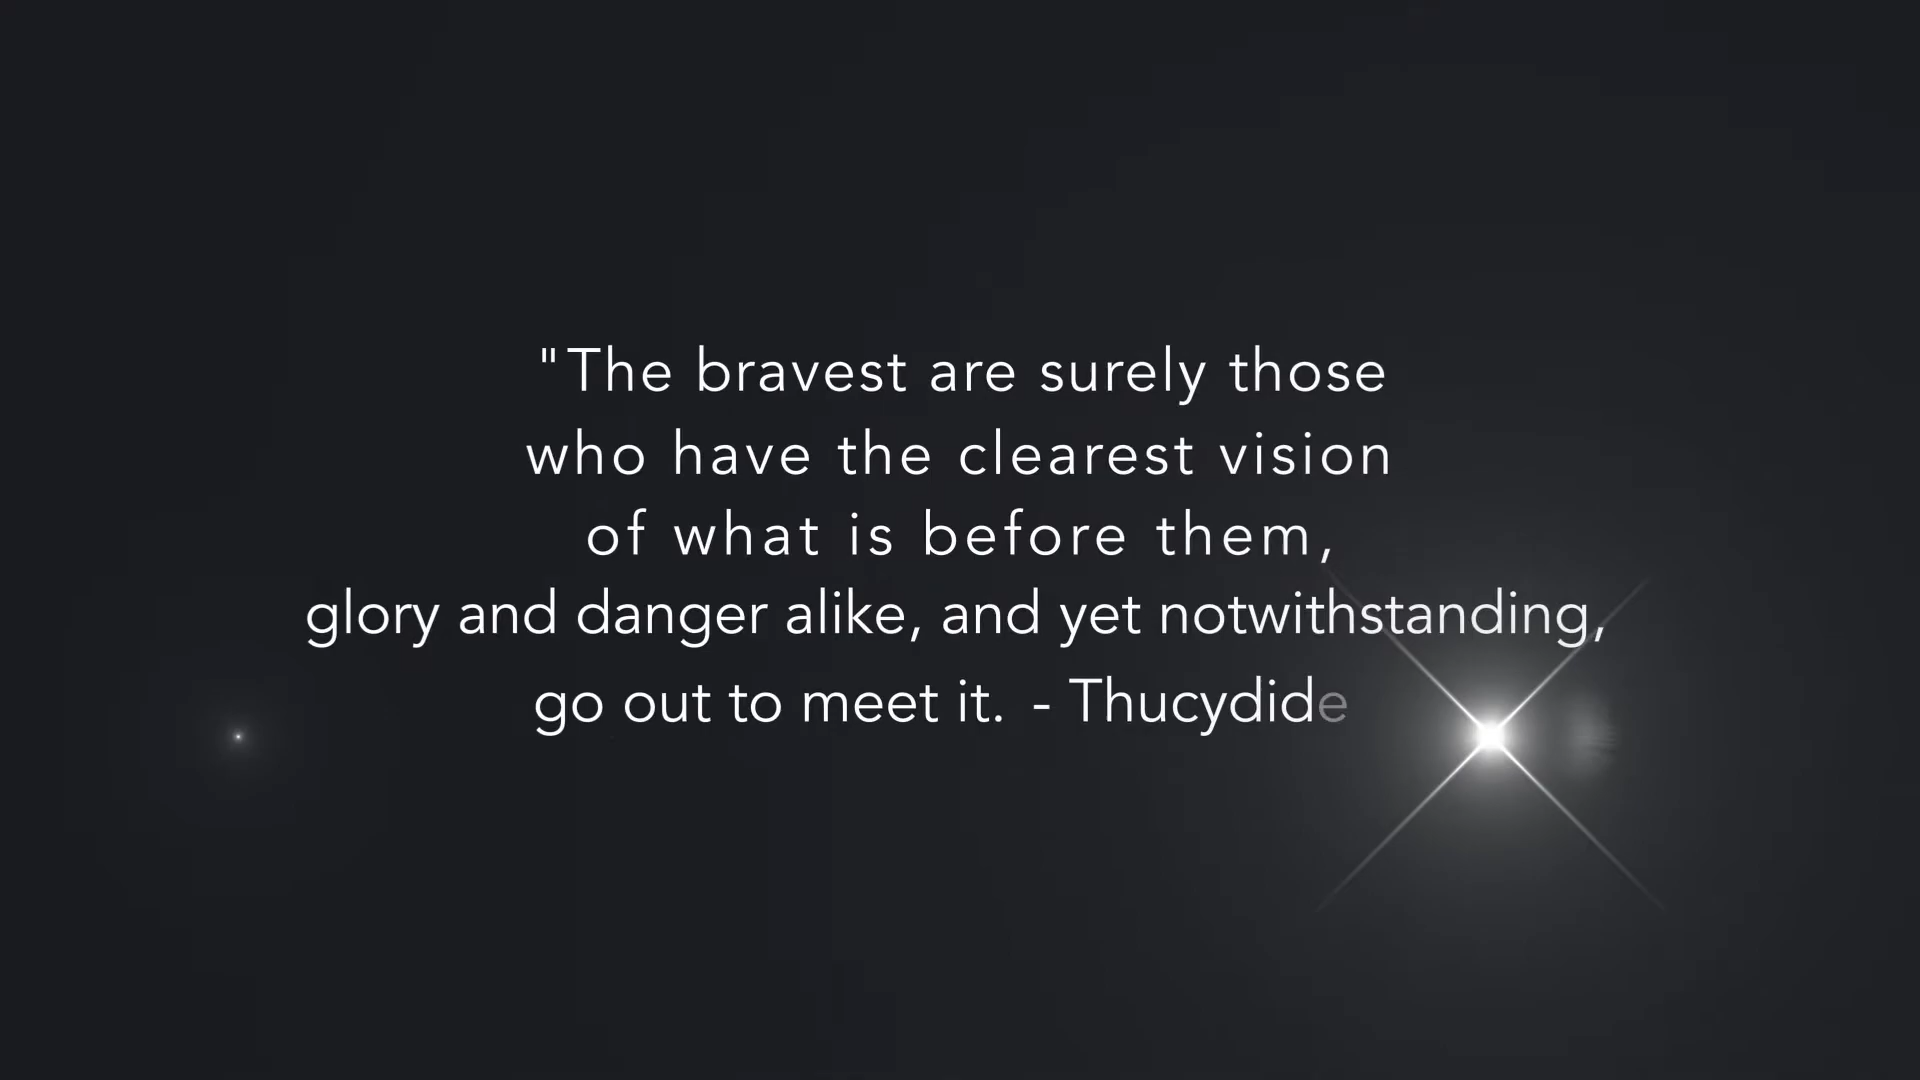 "The bravest are surely those
who have the clearest vision
of what is before them,
glory and danger alike, and yet notwithstanding,
go out to meet it. - Thucydide